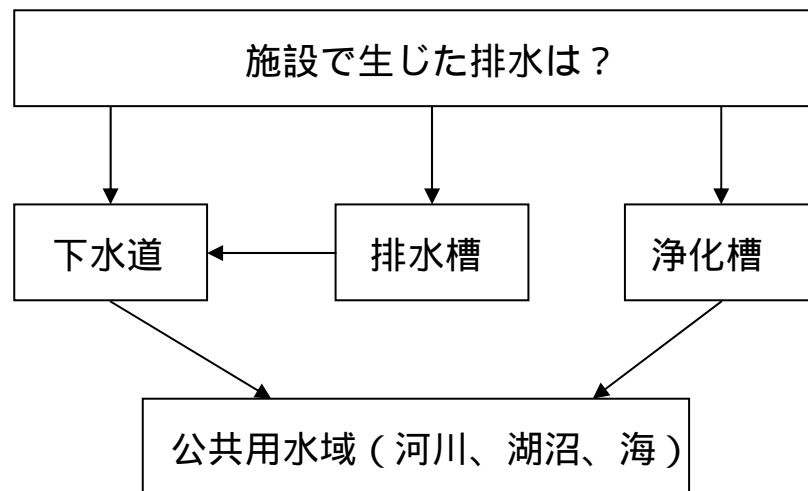 施設で生じた排水は？
下水道
排水槽
浄化槽
公共用水域（河川、湖沼、海）